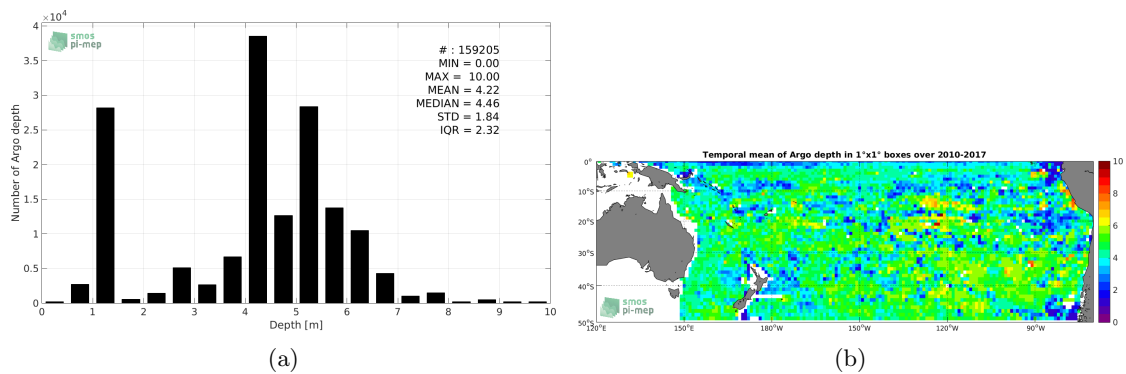 ×10⁴
smos
pi-mep
# : 159205
MIN = 0.00
MAX = 10.00
MEAN = 4.22
MEDIAN = 4.46
STD = 1.84
IQR = 2.32
4
3.5
3
2.5
2
1.5
1
0.5
0
Number of Argo depth
0 1 2 3 4 5 6 7 8 9 10
Depth [m]
(a)
Temporal mean of Argo depth in 1°x1° boxes over 2010-2017
0°
10°S
20°S
30°S
40°S
50°S
120°E 150°E 180°W 150°W 120°W 90°W
smos
pi-mep
10
8
6
4
2
0
(b)